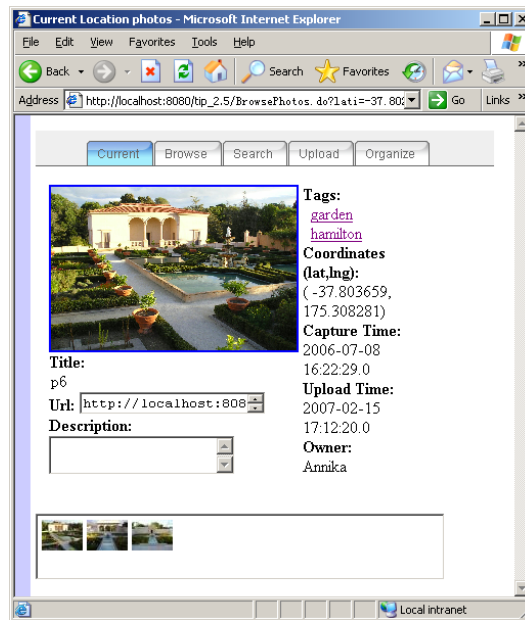 Current Location photos - Microsoft Internet Explorer
File Edit View Favorites Tools Help
Back Search Favorites »
Address http://localhost:8080/tip_2.5/BrowsePhotos.do?lati=-37.80 Go Links »
Current Browse Search Upload Organize
Tags:
garden
hamilton
Coordinates
(lat,lng):
( -37.803659,
175.308281)
Capture Time:
2006-07-08
16:22:29.0
Upload Time:
2007-02-15
17:12:20.0
Owner:
Annika
Title:
p6
Url: http://localhost:808
Description:
Local intranet